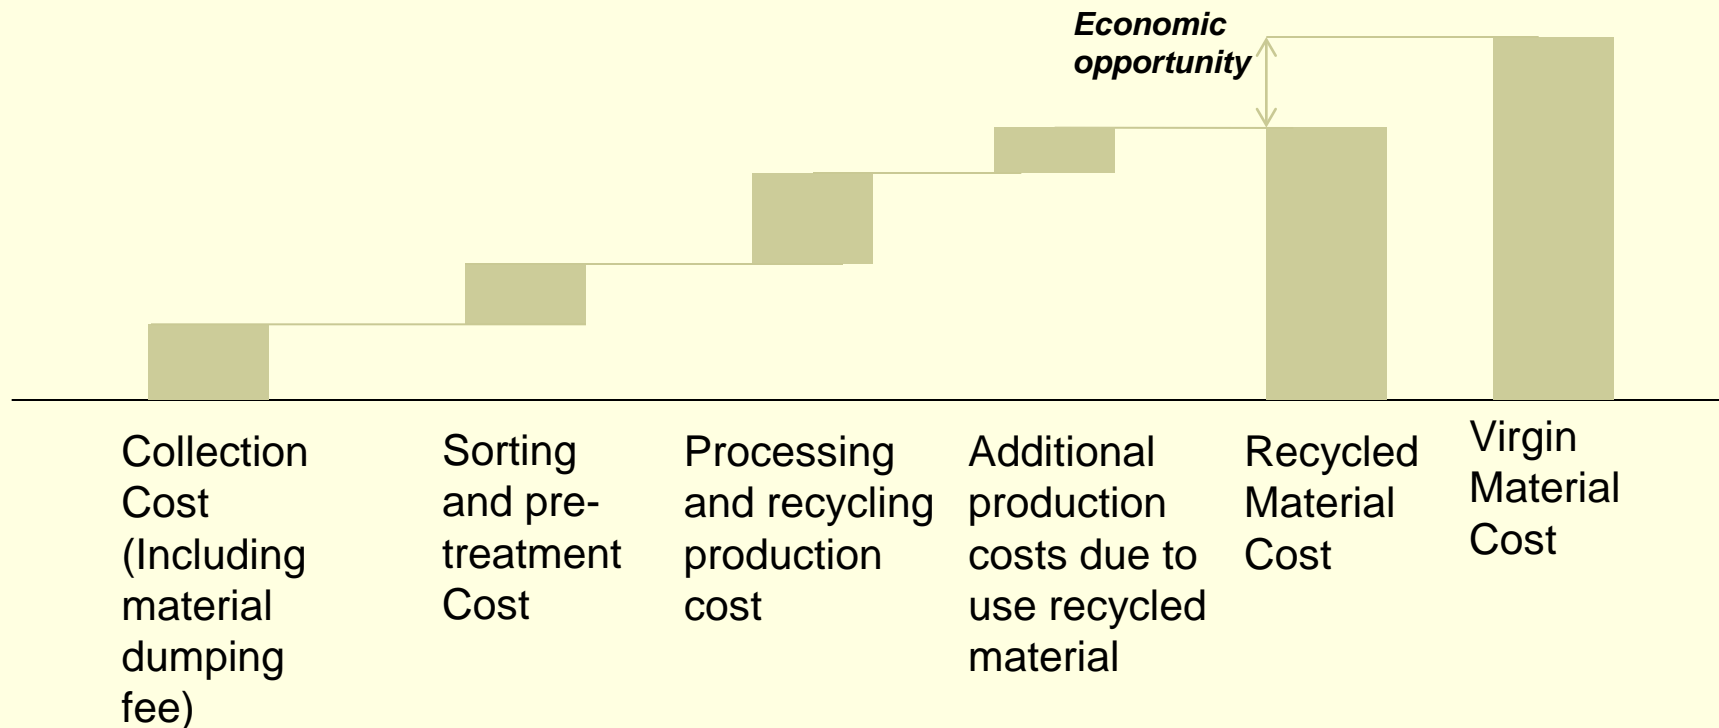 Economic
opportunity
Collection
Cost
(Including
material
dumping
fee)
Sorting
and pre-
treatment
Cost
Processing
and recycling
production
cost
Additional
production
costs due to
use recycled
material
Recycled
Material
Cost
Virgin
Material
Cost